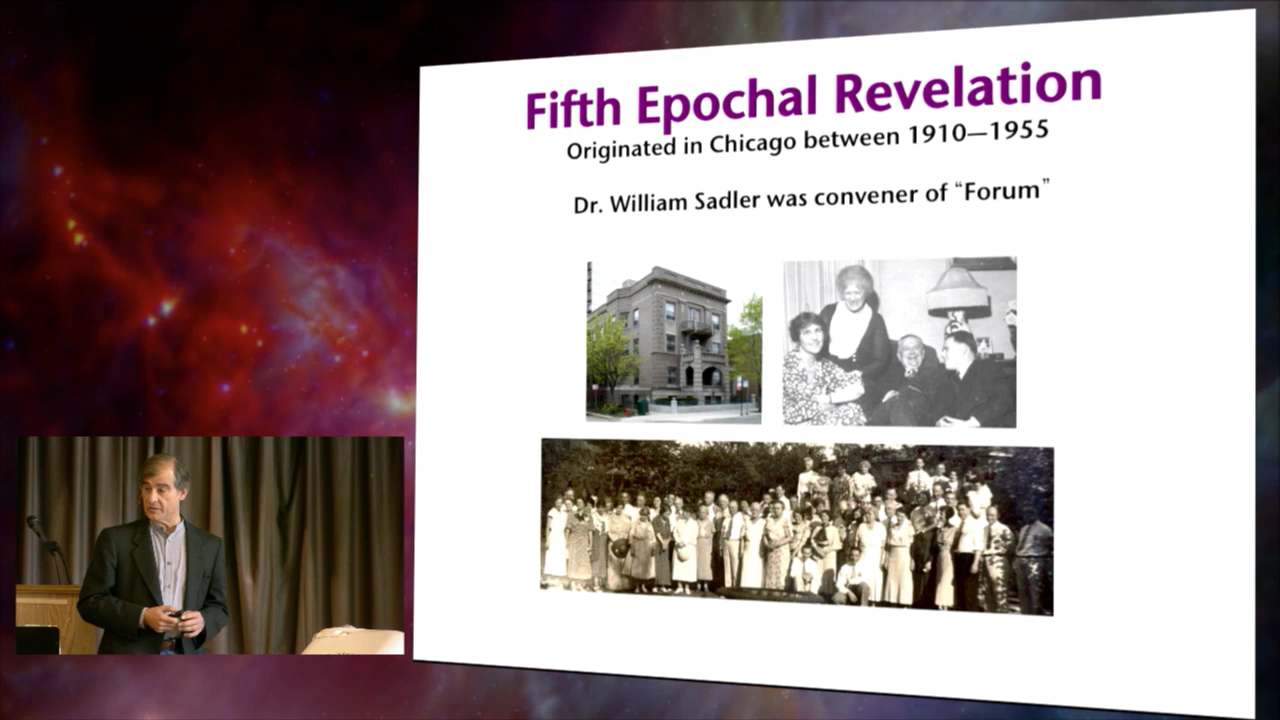 Fifth Epochal Revelation
Originated in Chicago between 1910—1955
Dr. William Sadler was convener of “Forum”